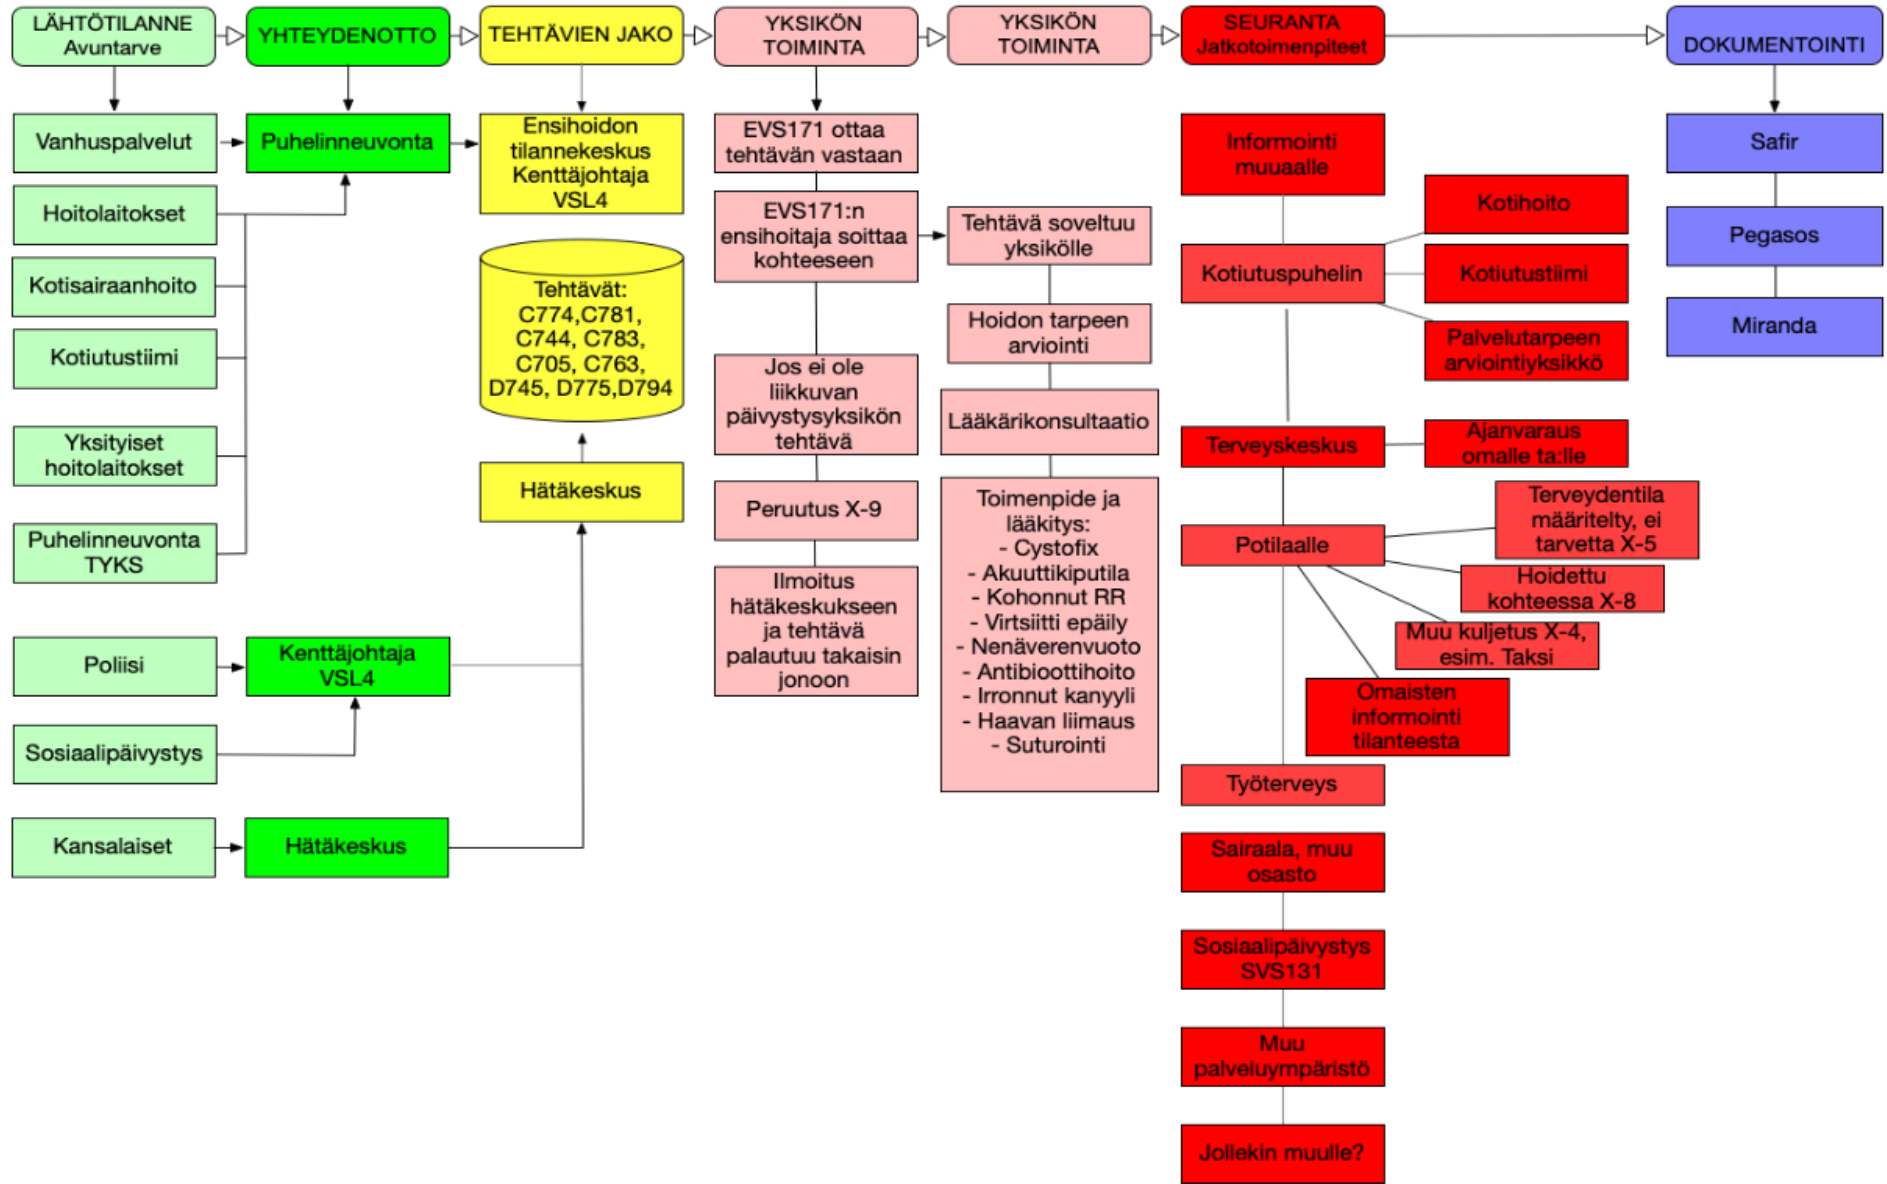 LÄHTÖTILANNE
Avuntarve
YHTEYDENOTTO
TEHTÄVIEN JAKO
YKSIKÖN
TOIMINTA
YKSIKÖN
TOIMINTA
SEURANTA
Jatkotoimenpiteet
DOKUMENTOINTI
Vanhuspalvelut
Hoitolaitokset
Kotisairaanhoito
Kotiutustiimi
Yksityiset
hoitolaitokset
Puhelinneuvonta
TYKS
Poliisi
Sosiaalipäivystys
Kansalaiset
Puhelinneuvonta
Kenttäjohtaja
VSL4
Hätäkeskus
Ensihoidon
tilannekeskus
Kenttäjohtaja
VSL4
Tehtävät:
C774,C781,
C744, C783,
C705, C763,
D745, D775,D794
Hätäkeskus
EVS171 ottaa
tehtävän vastaan
EVS171:n
ensihoitaja soittaa
kohteeseen
Jos ei ole
liikkuvan
päivystysyksikön
tehtävä
Peruutus X-9
Ilmoitus
hätäkeskukseen
ja tehtävä
palautuu takaisin
jonoon
Tehtävä soveltuu
yksikölle
Hoidon tarpeen
arviointi
Lääkärikonsultaatio
Toimenpide ja
lääkitys:
- Cystofix
- Akuuttikiputila
- Kohonnut RR
- Virtsiitti epäily
- Nenäverenvuoto
- Antibioottihoito
- Irronnut kanyyli
- Haavan liimaus
- Suturointi
Informointi
muuaalle
Kotiutuspuhelin
Kotihoito
Kotiutustiimi
Palvelutarpeen
arviointiyksikkö
Terveyskeskus
Ajanvaraus
omalle ta:lle
Potilaalle
Terveydentila
määritelty, ei
tarvetta X-5
Hoidettu
kohteessa X-8
Muu kuljetus X-4,
esim. Taksi
Omaisten
informointi
tilanteesta
Työterveys
Sairaala, muu
osasto
Sosiaalipäivystys
SVS131
Muu
palveluympäristö
Jollekin muulle?
Safir
Pegasos
Miranda